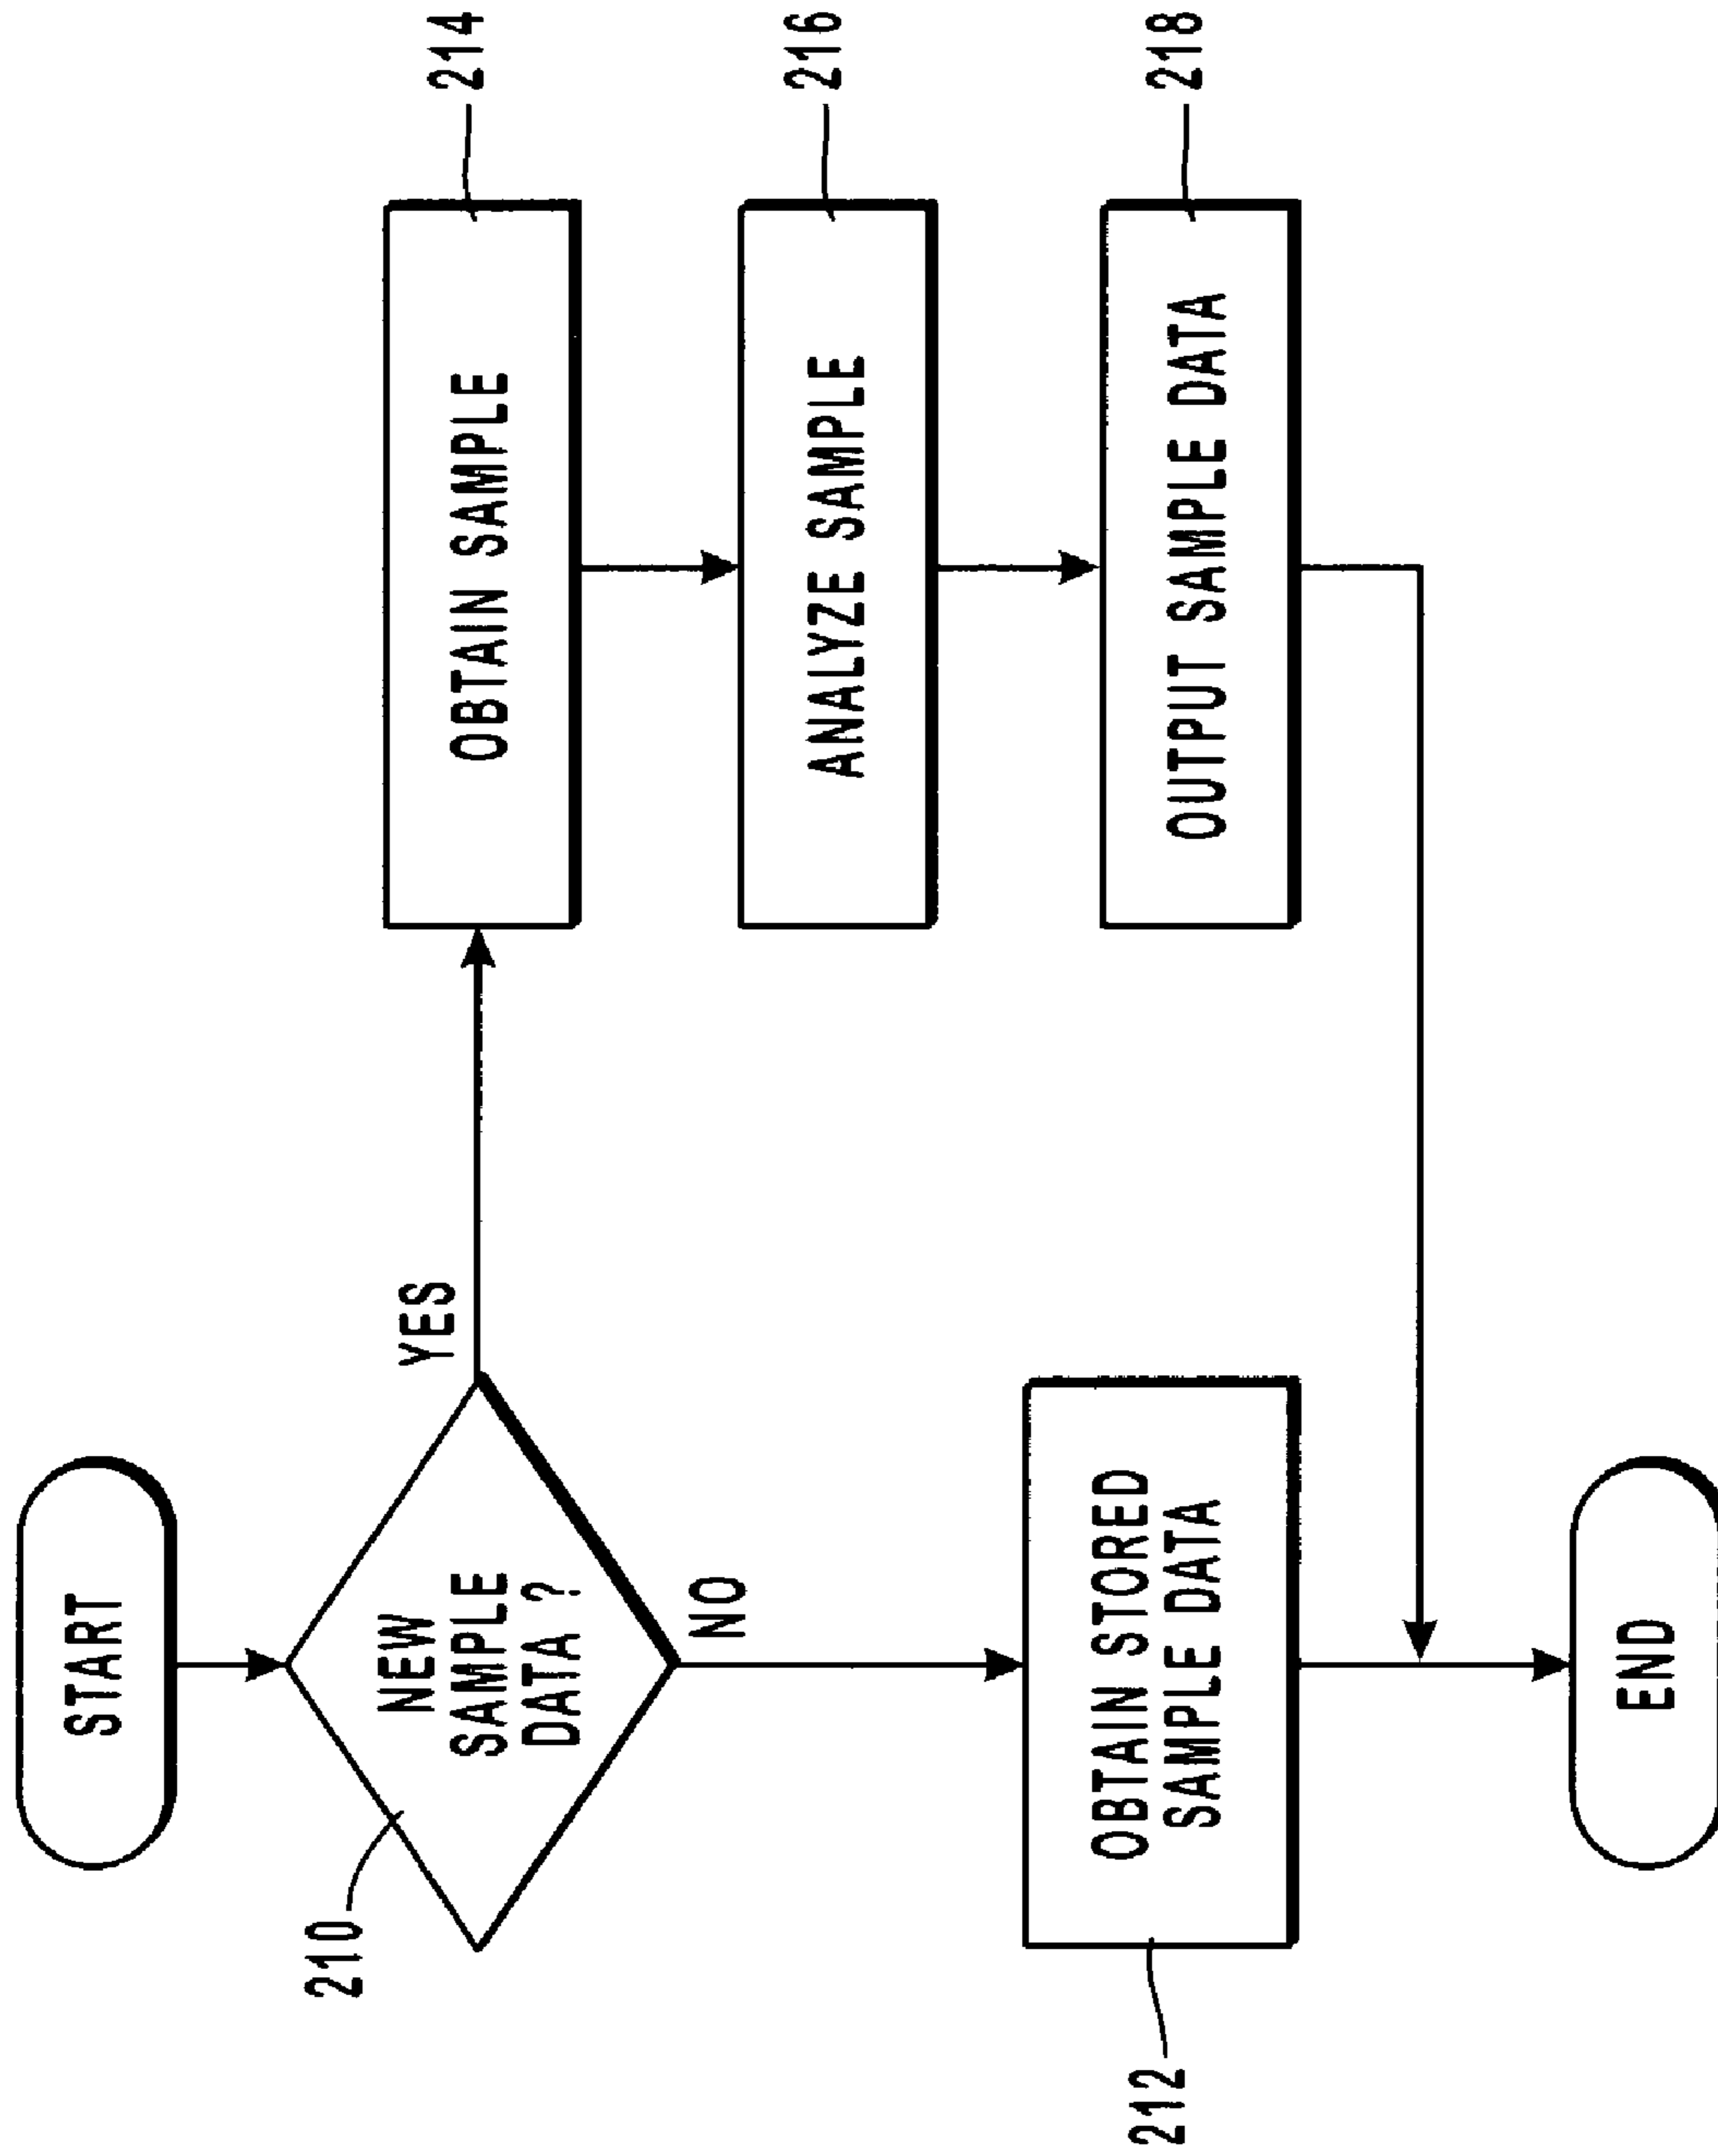 START
210
NEW
SAMPLE
DATA ?
YES
NO
OBTAIN SAMPLE
214
ANALYZE SAMPLE
216
OUTPUT SAMPLE DATA
218
212
OBTAIN STORED
SAMPLE DATA
END